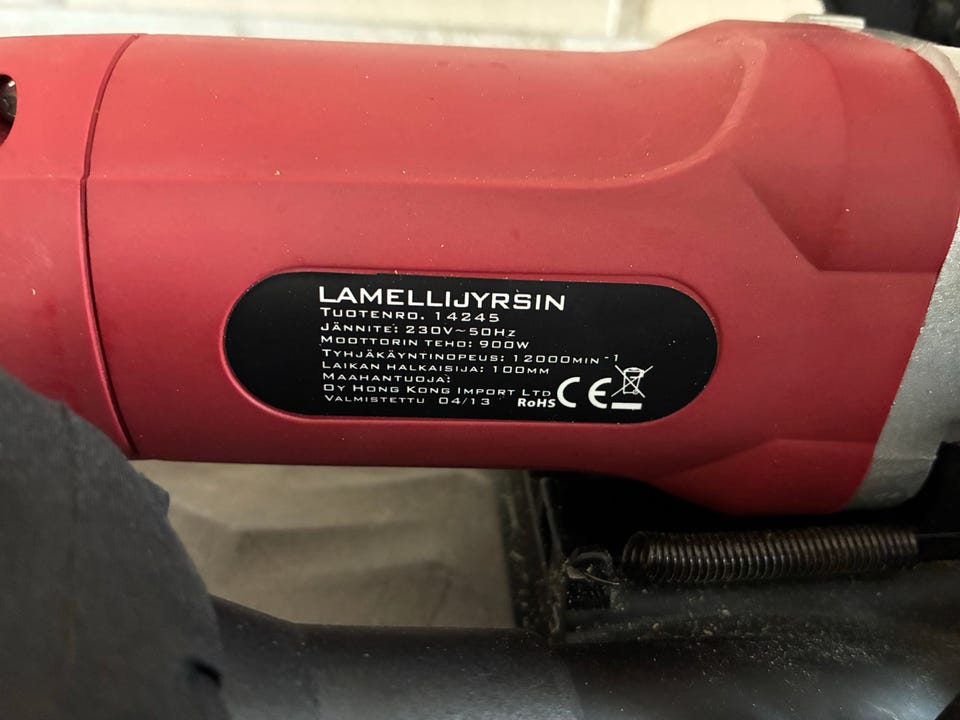 LAMELLIJYRSIN
TUOTENRO. 14245
JÄNNITE: 230V~50HZ
MOOTTORIN TEHO: 900W
TYHJÄKÄYNTINOPEUS: 12000MIN⁻¹
LAIKAN HALKAISIJA: 100MM
MAAHANTUOJA:
OY HONG KONG IMPORT LTD
VALMISTETTU 04/13 RoHS CE